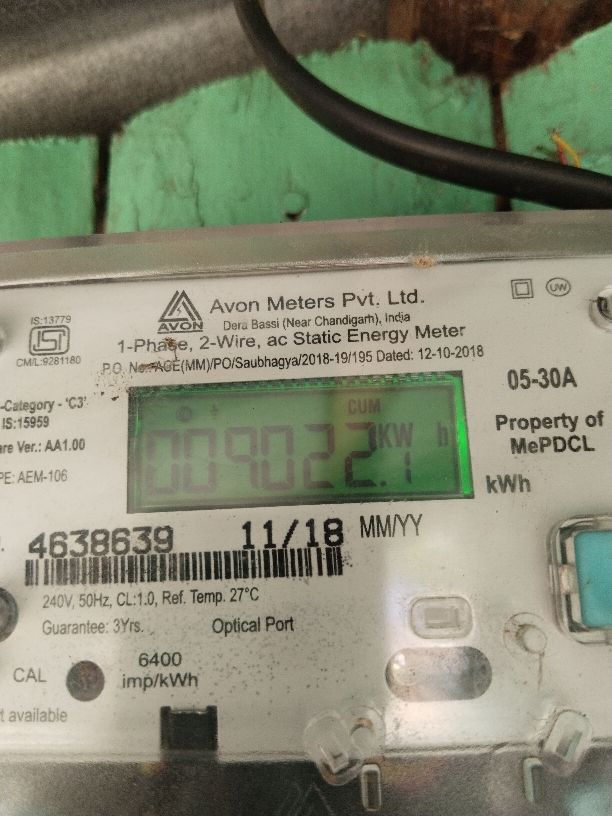 IS:13779
CM/L:9281180
AVON
Avon Meters Pvt. Ltd.
Dera Bassi (Near Chandigarh), India
1-Phase, 2-Wire, ac Static Energy Meter
P.O. No.-AGE(MM)/PO/Saubhagya/2018-19/195 Dated: 12-10-2018
UW
-Category - 'C3'
IS:15959
are Ver.: AA1.00
PE: AEM-106
CUM
009022.1 KW h
kWh
05-30A
Property of
MePDCL
4638639 11/18 MM/YY
240V, 50Hz, CL:1.0, Ref. Temp. 27°C
Guarantee: 3Yrs. Optical Port
CAL
6400
imp/kWh
t available